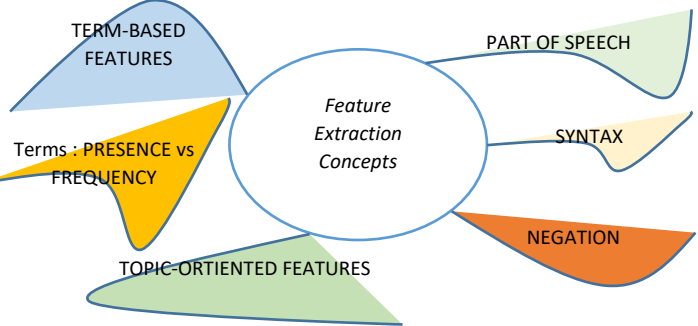 TERM-BASED
FEATURES
PART OF SPEECH
Feature
Extraction
Concepts
Terms : PRESENCE vs
FREQUENCY
SYNTAX
NEGATION
TOPIC-ORTIENTED FEATURES